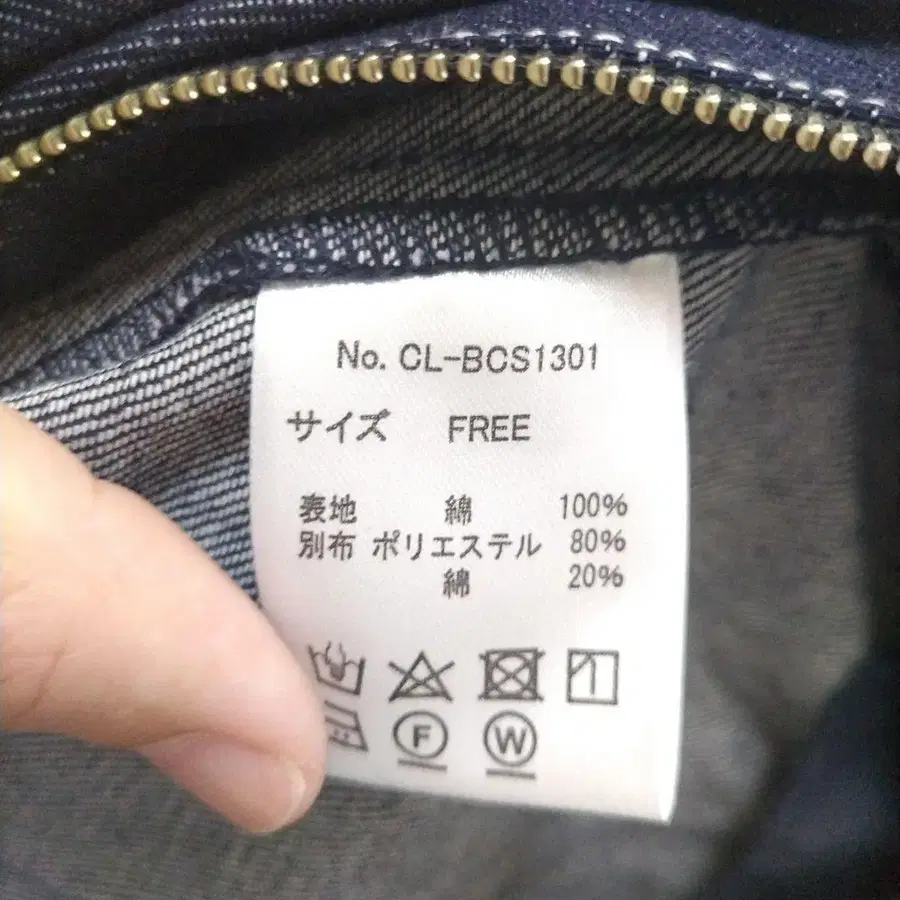 No. CL-BCS1301
サイズ FREE
表地 綿 100%
別布 ポリエステル 80%
綿 20%
F W